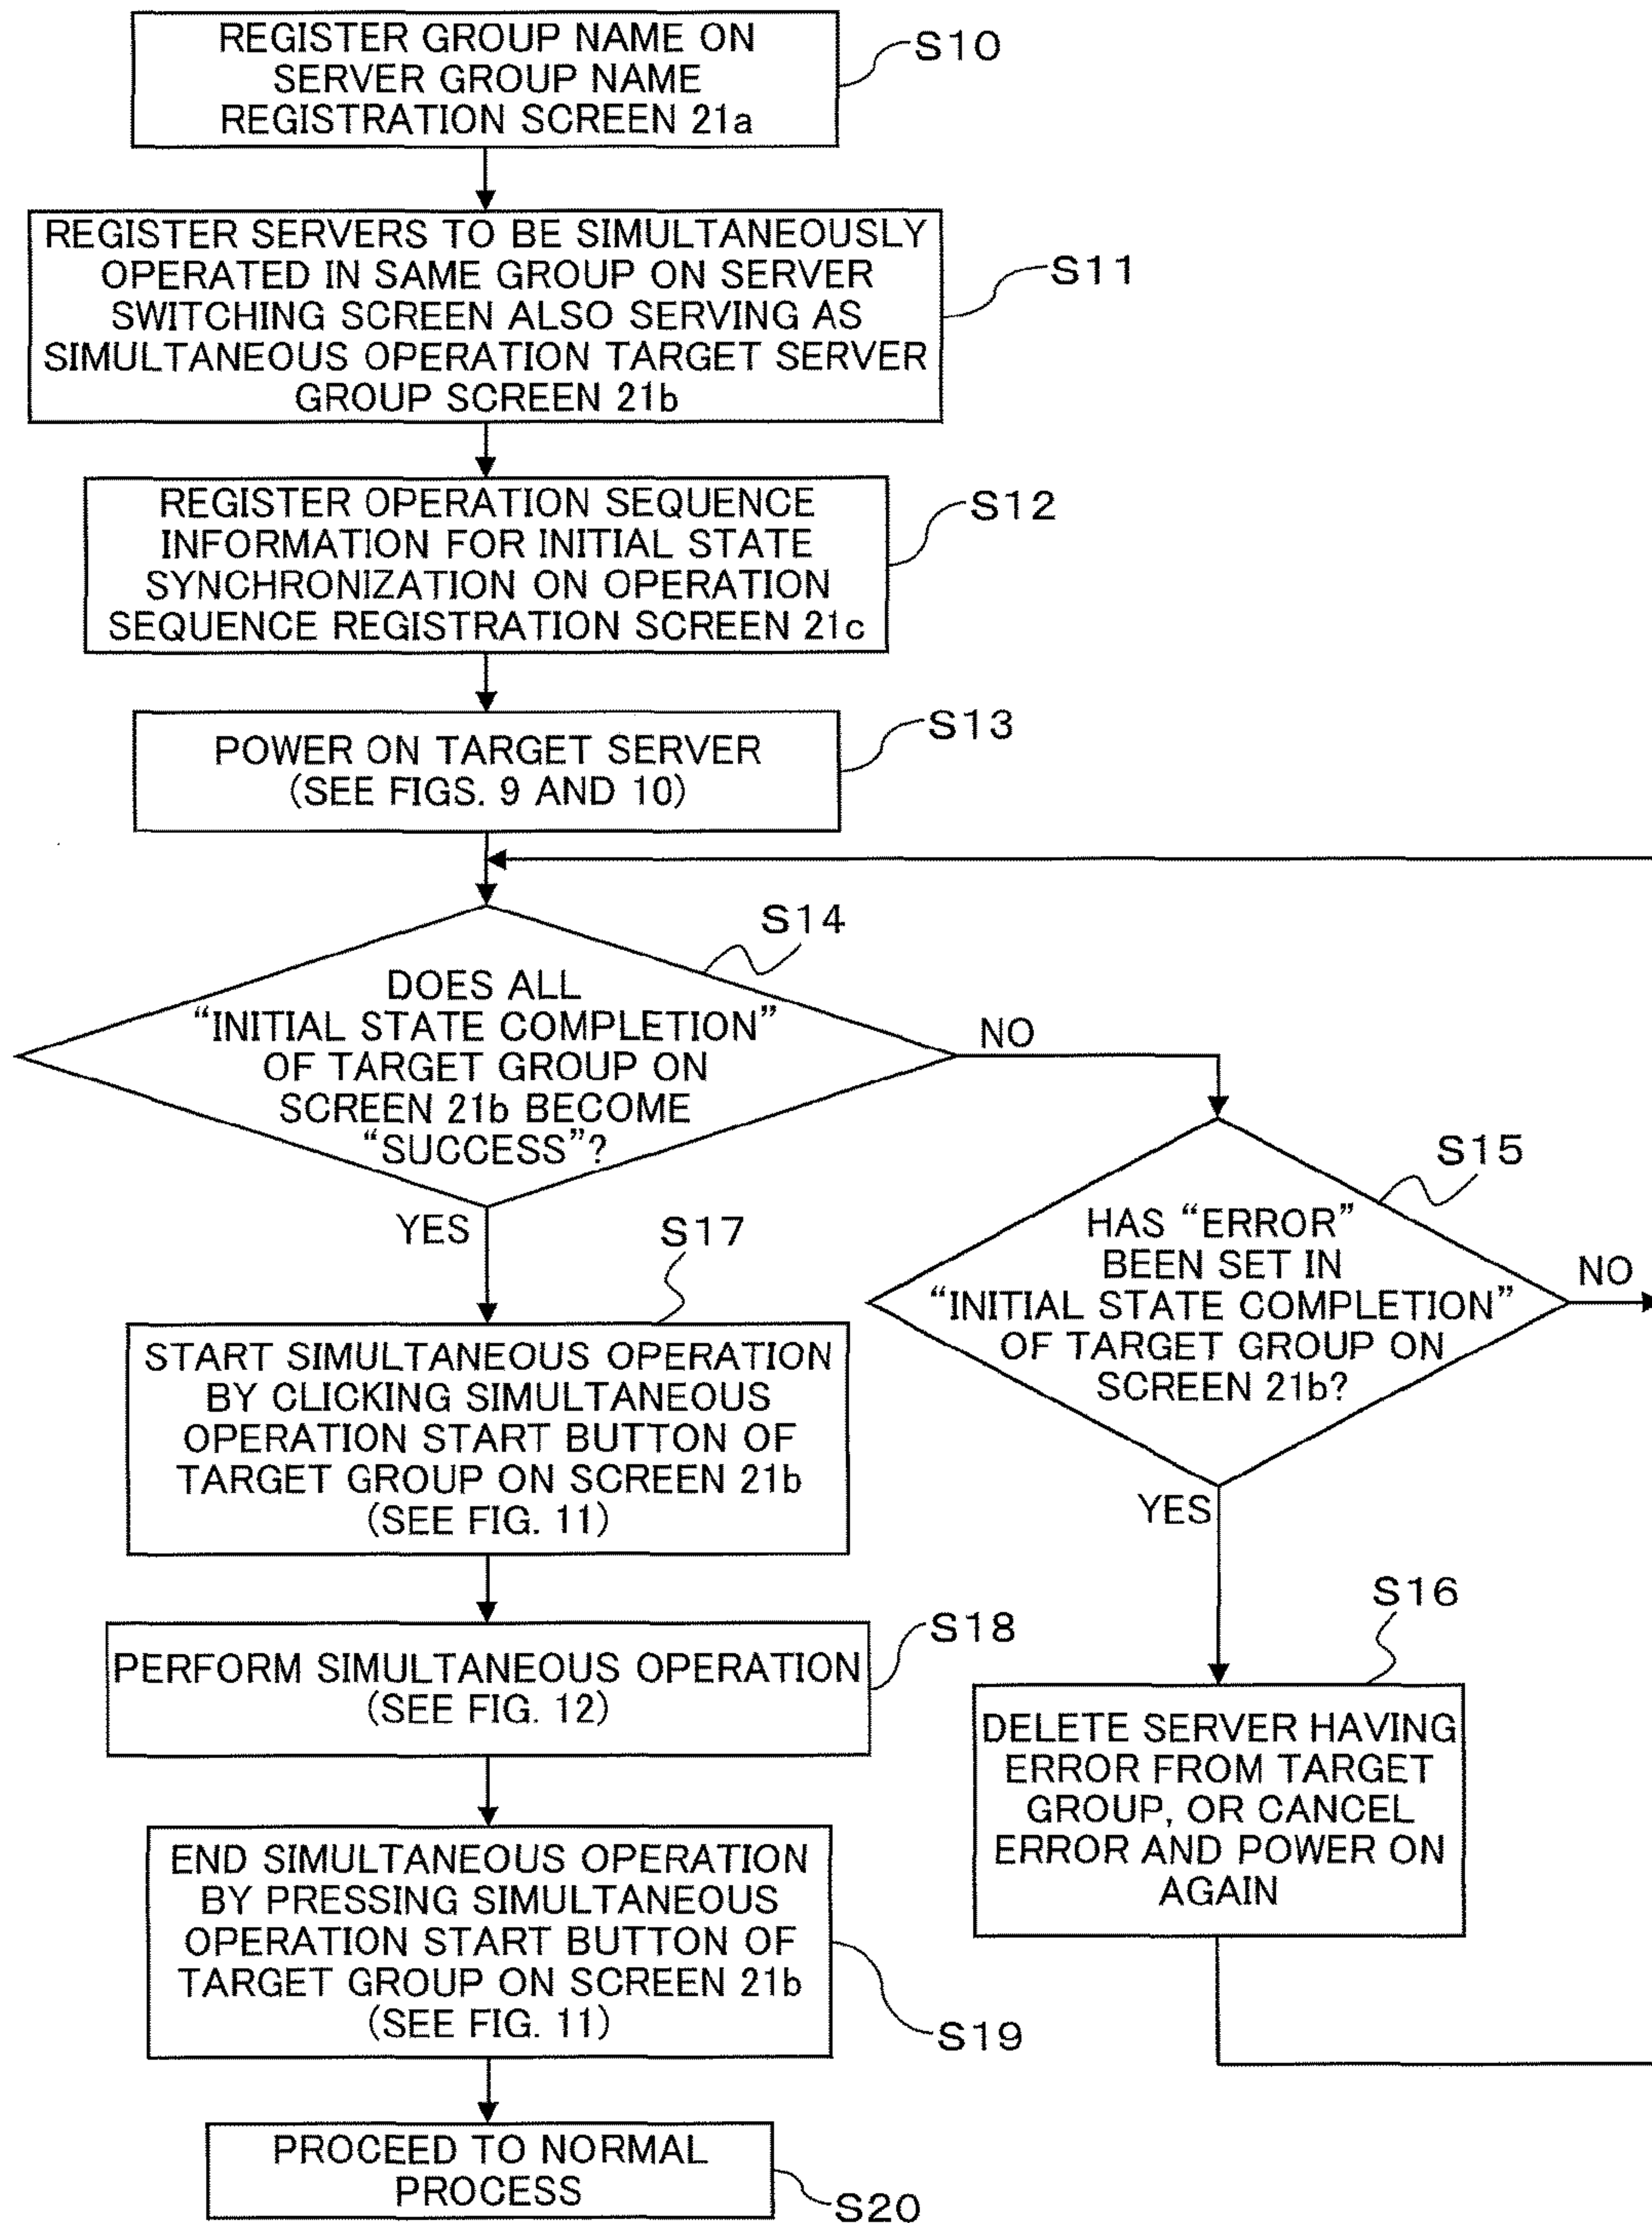 REGISTER GROUP NAME ON
SERVER GROUP NAME
REGISTRATION SCREEN 21a
S10
REGISTER SERVERS TO BE SIMULTANEOUSLY
OPERATED IN SAME GROUP ON SERVER
SWITCHING SCREEN ALSO SERVING AS
SIMULTANEOUS OPERATION TARGET SERVER
GROUP SCREEN 21b
S11
REGISTER OPERATION SEQUENCE
INFORMATION FOR INITIAL STATE
SYNCHRONIZATION ON OPERATION
SEQUENCE REGISTRATION SCREEN 21c
S12
POWER ON TARGET SERVER
(SEE FIGS. 9 AND 10)
S13
S14
DOES ALL
“INITIAL STATE COMPLETION”
OF TARGET GROUP ON
SCREEN 21b BECOME
“SUCCESS”?
NO
YES
S15
HAS “ERROR”
BEEN SET IN
“INITIAL STATE COMPLETION”
OF TARGET GROUP ON
SCREEN 21b?
NO
YES
S16
DELETE SERVER HAVING
ERROR FROM TARGET
GROUP, OR CANCEL
ERROR AND POWER ON
AGAIN
S17
START SIMULTANEOUS OPERATION
BY CLICKING SIMULTANEOUS
OPERATION START BUTTON OF
TARGET GROUP ON SCREEN 21b
(SEE FIG. 11)
PERFORM SIMULTANEOUS OPERATION
(SEE FIG. 12)
S18
END SIMULTANEOUS OPERATION
BY PRESSING SIMULTANEOUS
OPERATION START BUTTON OF
TARGET GROUP ON SCREEN 21b
(SEE FIG. 11)
S19
PROCEED TO NORMAL
PROCESS
S20